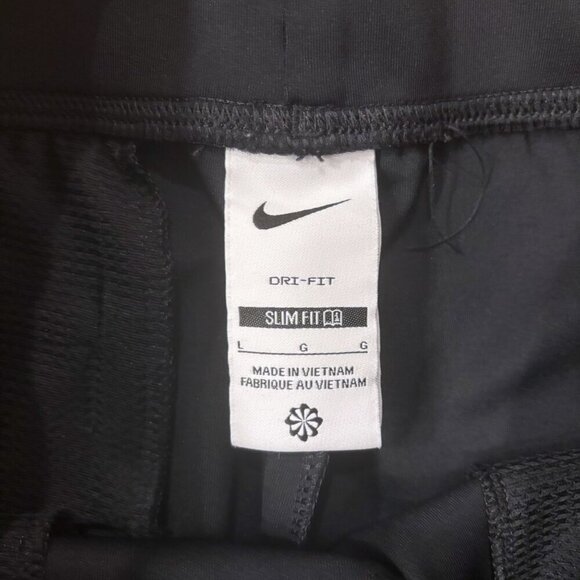 DRI-FIT
SLIM FIT
L G G
MADE IN VIETNAM
FABRIQUE AU VIETNAM